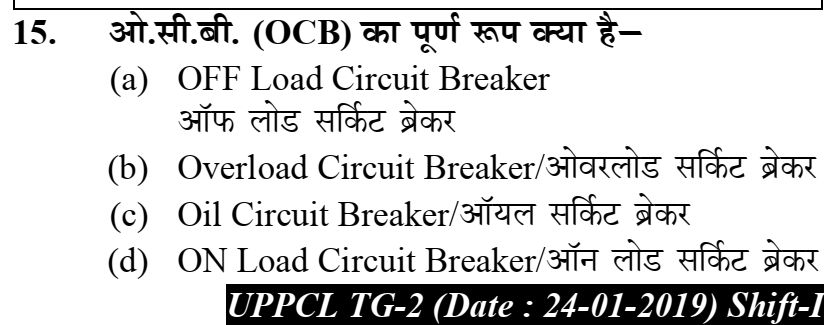 15. ओ.सी.बी. (OCB) का पूर्ण रूप क्या है–
(a) OFF Load Circuit Breaker
ऑफ लोड सर्किट ब्रेकर
(b) Overload Circuit Breaker/ओवरलोड सर्किट ब्रेकर
(c) Oil Circuit Breaker/ऑयल सर्किट ब्रेकर
(d) ON Load Circuit Breaker/ऑन लोड सर्किट ब्रेकर
UPPCL TG-2 (Date : 24-01-2019) Shift-I